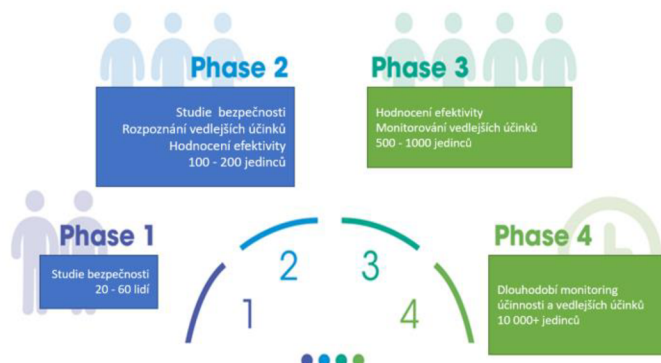 Phase 2
Studie bezpečnosti
Rozpoznání vedlejších účinků
Hodnocení efektivity
100 - 200 jedinců
Phase 3
Hodnocení efektivity
Monitorování vedlejších účinků
500 - 1000 jedinců
Phase 1
Studie bezpečnosti
20 - 60 lidí
1
2
3
4
Phase 4
Dlouhodobí monitoring
účinnosti a vedlejších účinků
10 000+ jedinců